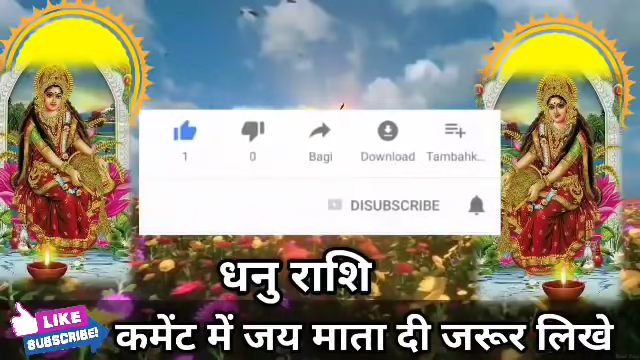 1 0 Bagi Download Tambahk...
DISUBSCRIBE
धनु राशि
LIKE
SUBSCRIBE!
कमेंट में जय माता दी जरूर लिखे